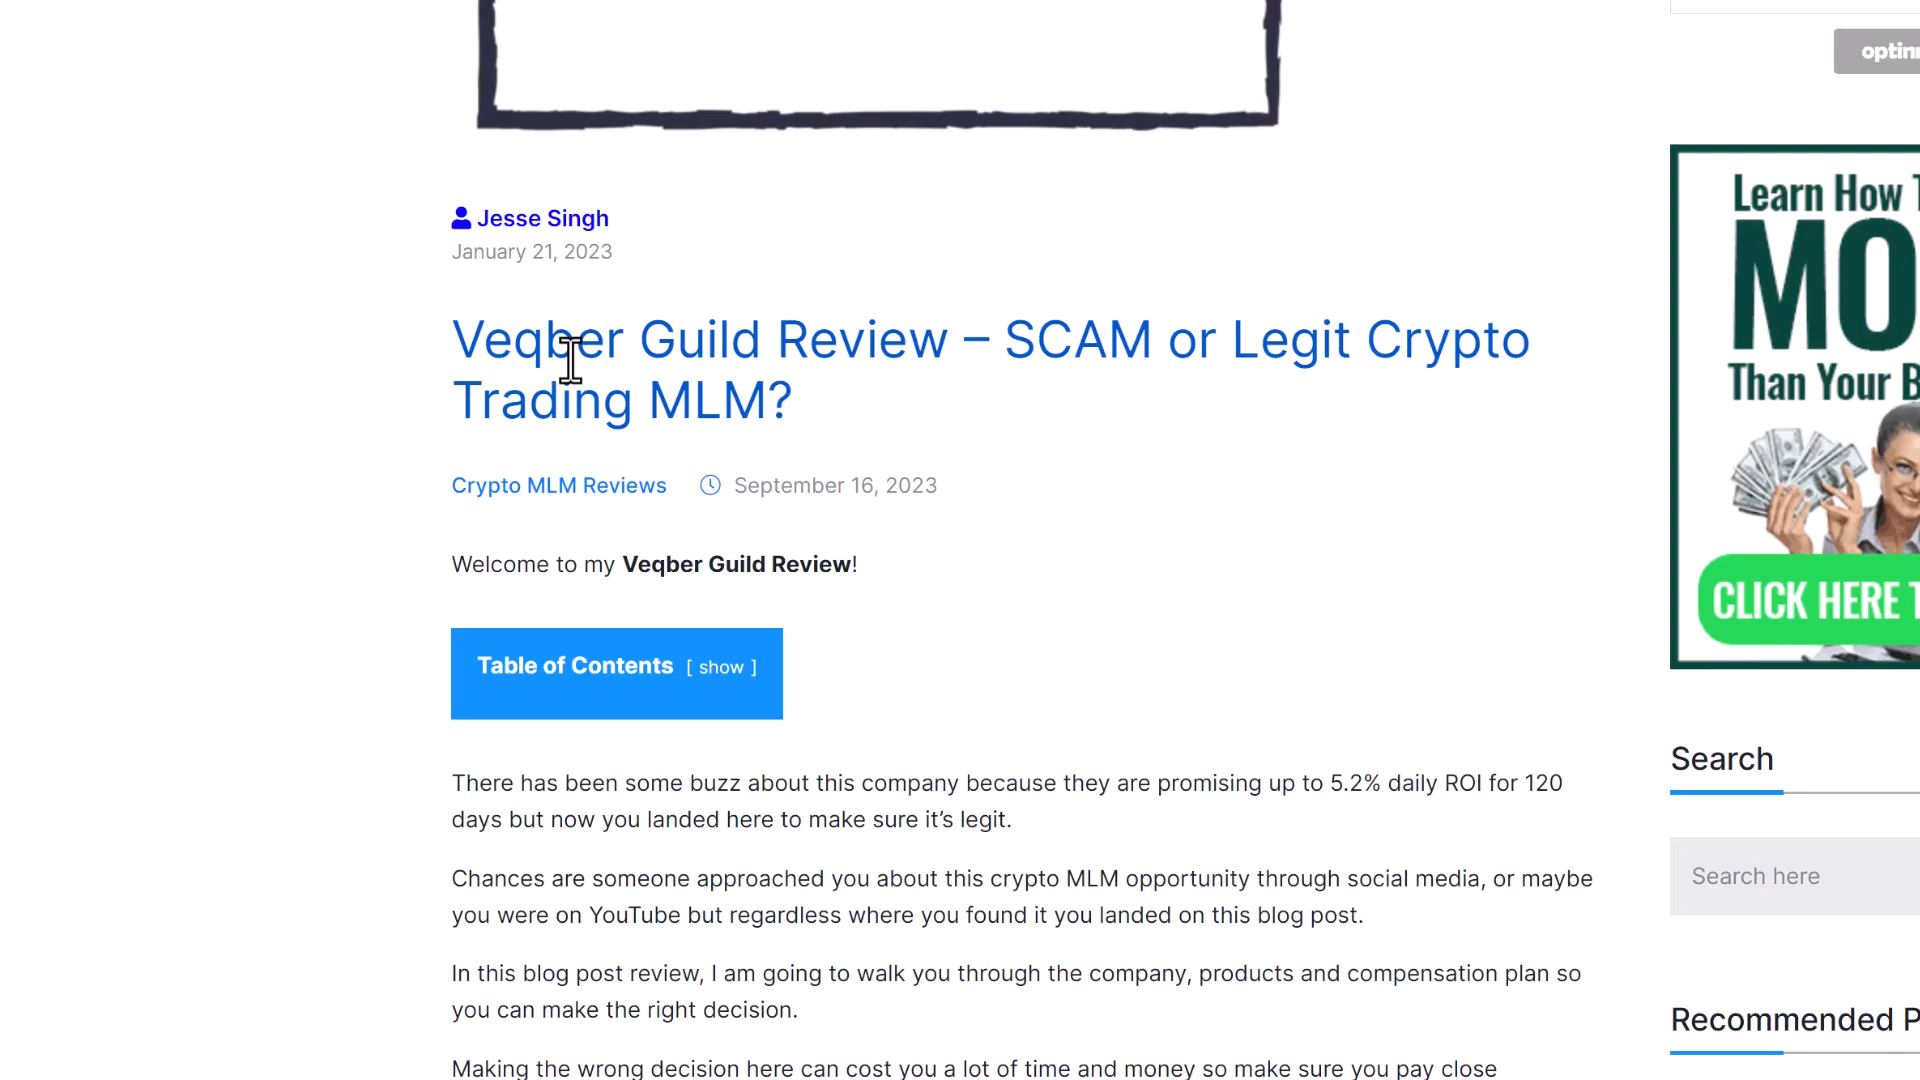 optin
Jesse Singh
January 21, 2023
Veqber Guild Review – SCAM or Legit Crypto
Trading MLM?
Crypto MLM Reviews September 16, 2023
Welcome to my Veqber Guild Review!
Table of Contents [ show ]
There has been some buzz about this company because they are promising up to 5.2% daily ROI for 120
days but now you landed here to make sure it’s legit.
Chances are someone approached you about this crypto MLM opportunity through social media, or maybe
you were on YouTube but regardless where you found it you landed on this blog post.
In this blog post review, I am going to walk you through the company, products and compensation plan so
you can make the right decision.
Making the wrong decision here can cost you a lot of time and money so make sure you pay close
Learn How T
MO
Than Your B
CLICK HERE T
Search
Search here
Recommended P